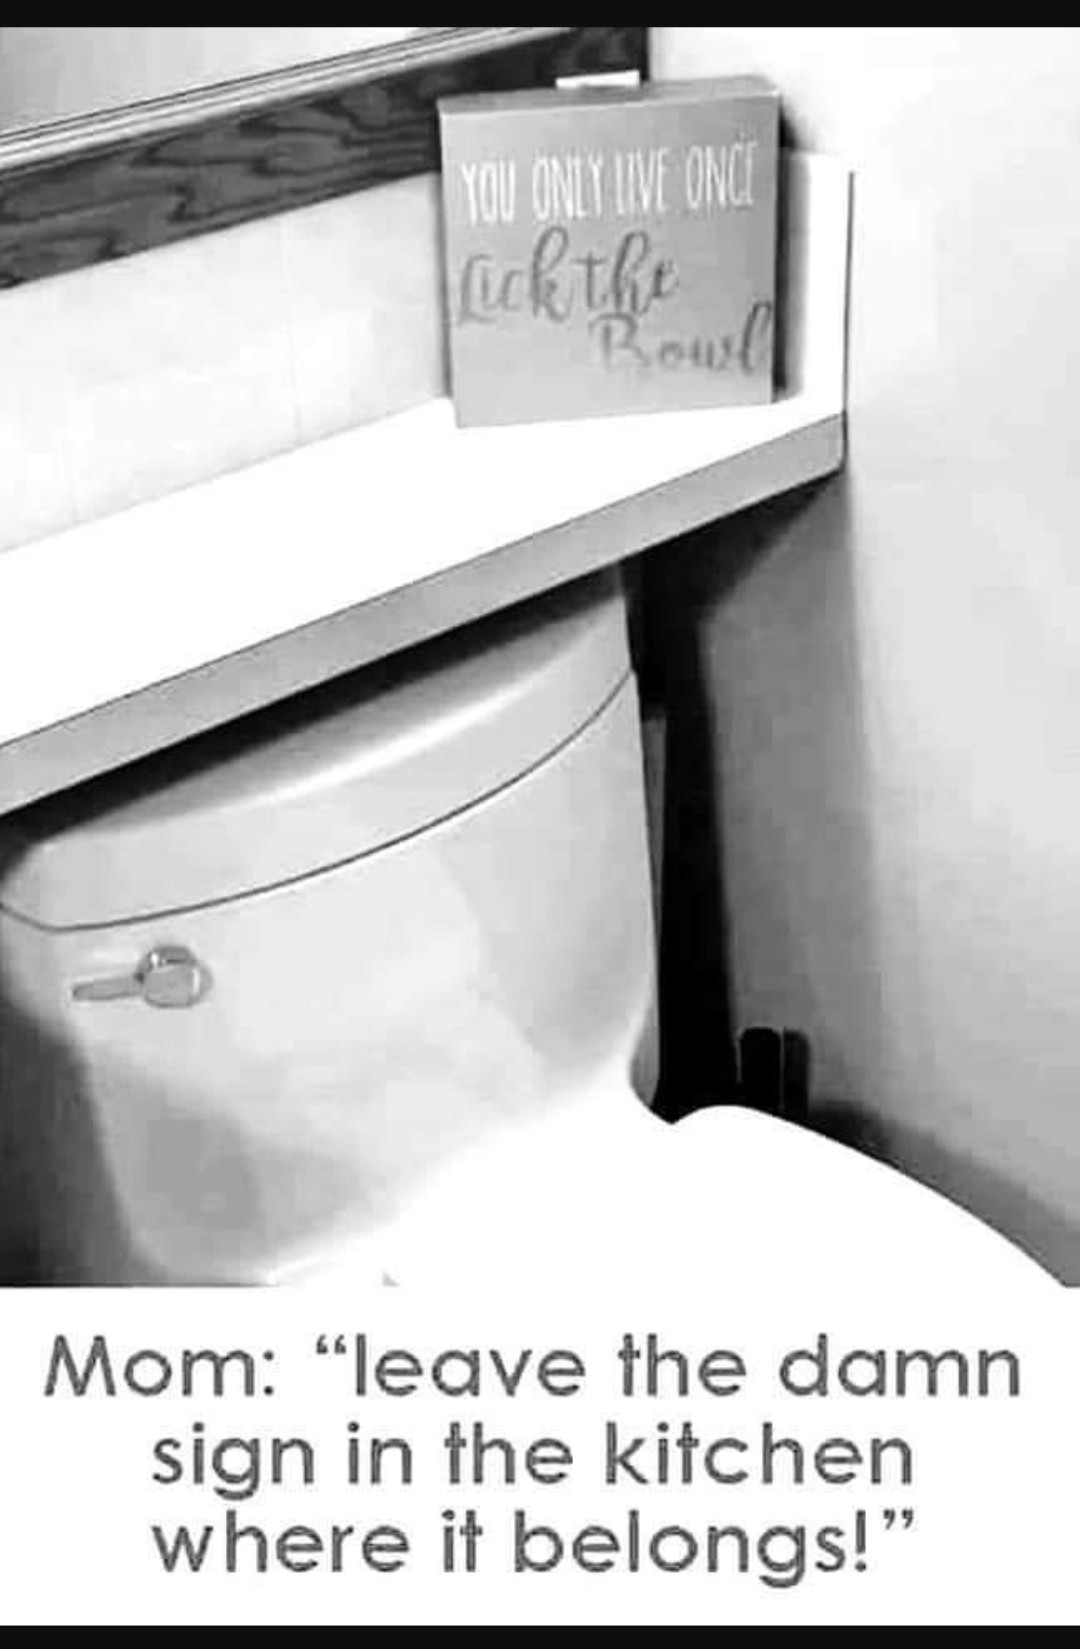 YOU ONLY LIVE ONCE
Lick the
Bowl
Mom: “leave the damn
sign in the kitchen
where it belongs!”